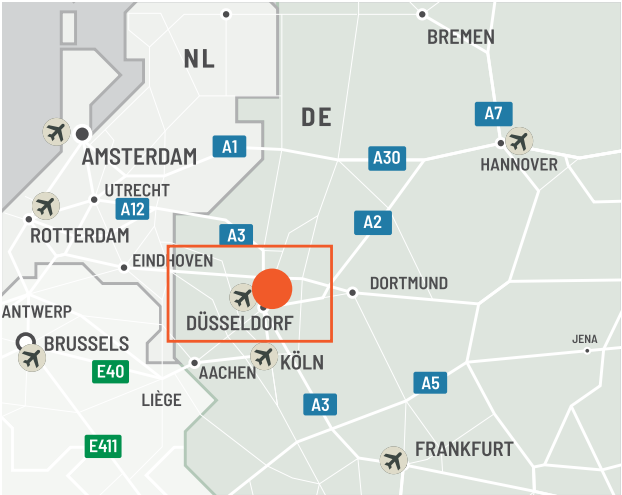 BREMEN
NL
DE
A7
AMSTERDAM
A1
A30
HANNOVER
UTRECHT
A12
ROTTERDAM
A3
A2
EINDHOVEN
DORTMUND
ANTWERP
DÜSSELDORF
BRUSSELS
JENA
KÖLN
AACHEN
E40
A5
LIÈGE
A3
E411
FRANKFURT